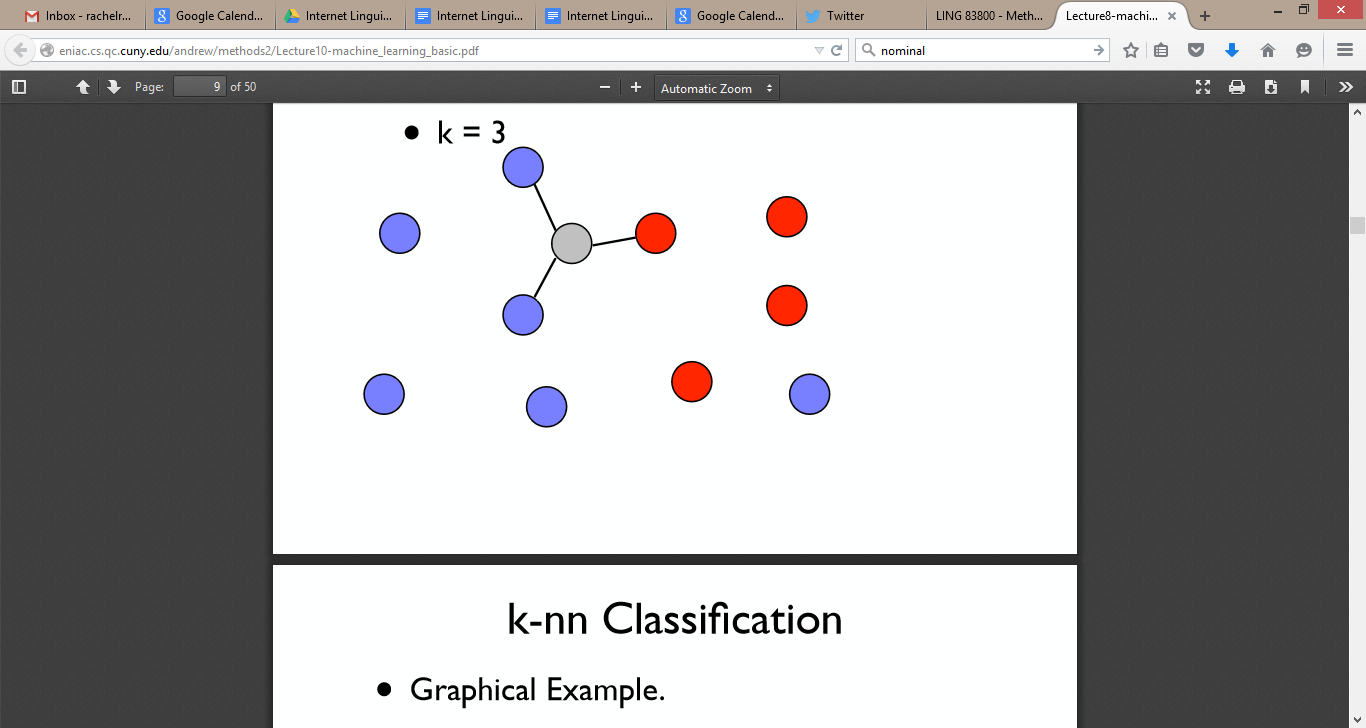 Inbox - rachelr... Google Calend... Internet Lingui... Internet Lingui... Internet Lingui... Google Calend... Twitter LING 83800 - Meth... Lecture8-machi...
eniac.cs.qc.cuny.edu/andrew/methods2/Lecture10-machine_learning_basic.pdf nominal
Page: 9 of 50 Automatic Zoom
• k = 3
k-nn Classification
• Graphical Example.